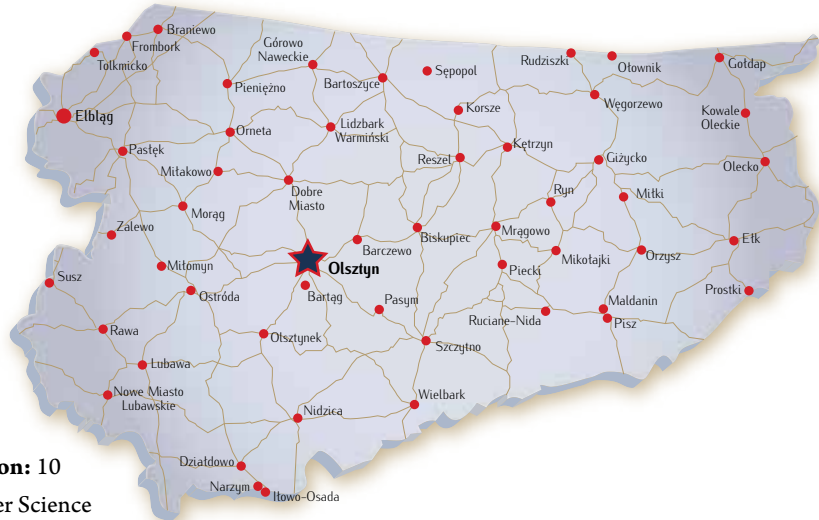 Braniewo
Frombork
Tolkmicko
Górowo
Naweckie
Bartoszyce
Sępopol
Rudziszki
Ołownik
Gołdap
Pieniężno
Elbląg
Korsze
Węgorzewo
Kowale
Oleckie
Orneta
Lidzbark
Warmiński
Pasłęk
Kętrzyn
Reszel
Giżycko
Olecko
Miłakowo
Dobre
Miasto
Ryn
Miłki
Morąg
Zalewo
Barczewo
Biskupiec
Mrągowo
Mikołajki
Orzysz
Ełk
Olsztyn
Miłomyn
Piecki
Susz
Ostróda
Bartąg
Pasym
Prostki
Maldanin
Ruciane-Nida
Pisz
Rawa
Olsztynek
Szczytno
Lubawa
Nowe Miasto
Lubawskie
Wielbark
Nidzica
Działdowo
Narzym
Iłowo-Osada
on: 10
er Science